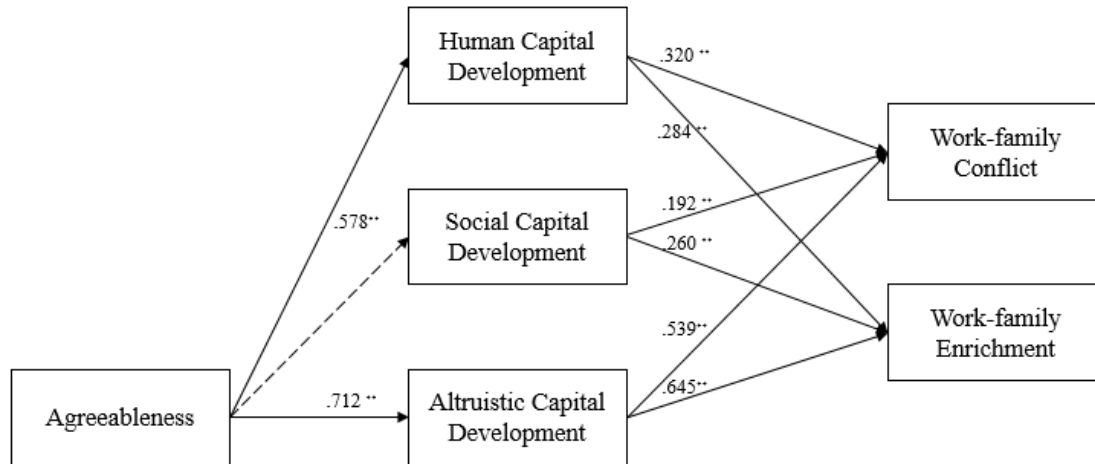 Human Capital
Development
.320 **
.284 **
Work-family
Conflict
.578**
Social Capital
Development
.192 **
.260 **
.539**
Work-family
Enrichment
Agreeableness
.712 **
Altruistic Capital
Development
.645**